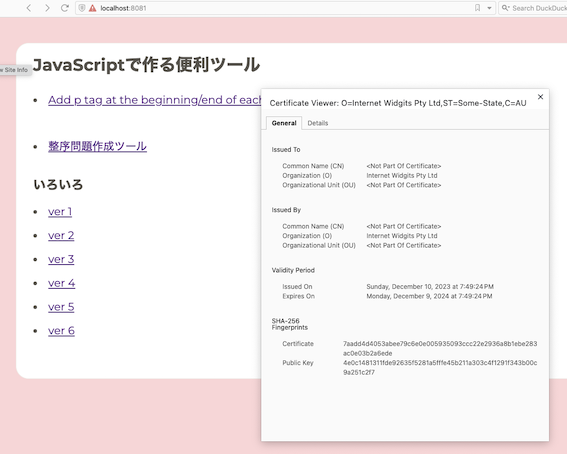 localhost:8081
Search DuckDuck
w Site Info
JavaScriptで作る便利ツール
Add p tag at the beginning/end of each
整序問題作成ツール
いろいろ
ver 1
ver 2
ver 3
ver 4
ver 5
ver 6
Certificate Viewer: O=Internet Widgits Pty Ltd,ST=Some-State,C=AU
General Details
Issued To
Common Name (CN) <Not Part Of Certificate>
Organization (O) Internet Widgits Pty Ltd
Organizational Unit (OU) <Not Part Of Certificate>
Issued By
Common Name (CN) <Not Part Of Certificate>
Organization (O) Internet Widgits Pty Ltd
Organizational Unit (OU) <Not Part Of Certificate>
Validity Period
Issued On Sunday, December 10, 2023 at 7:49:24 PM
Expires On Monday, December 9, 2024 at 7:49:24 PM
SHA-256
Fingerprints
Certificate 7aadd4d4053abee79c6e0e005935093ccc22e2936a8b1ebe283
ac0e03b2a6ede
Public Key 4e0c1481311fde92635f5281a5fffe45b211a303c4f1291f343b00c
9a251c2f7